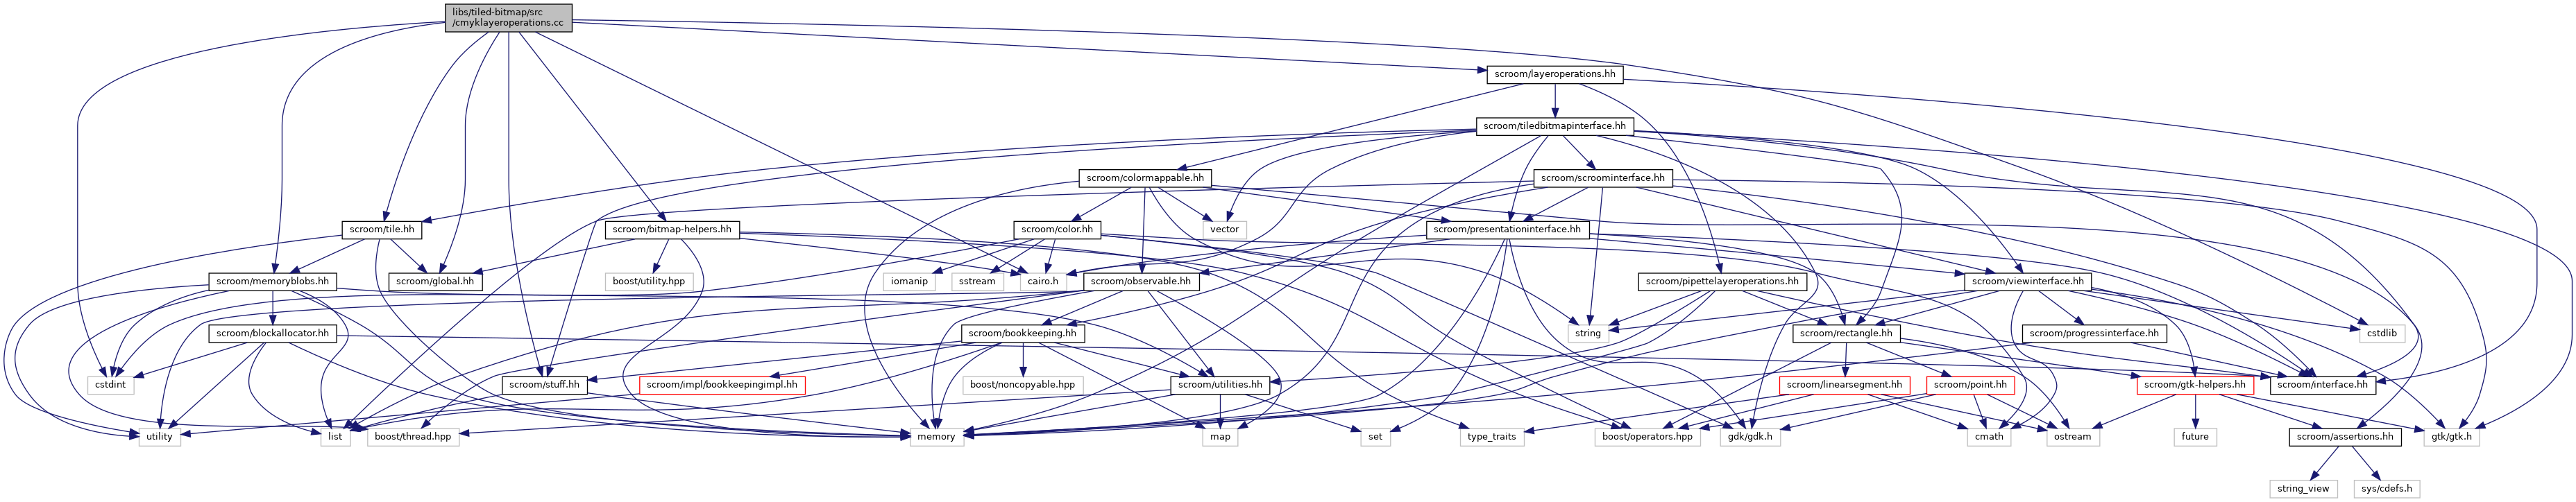 libs/tiled-bitmap/src
/cmyklayeroperations.cc
scroom/layeroperations.hh
scroom/tiledbitmapinterface.hh
scroom/colormappable.hh
scroom/scroominterface.hh
scroom/tile.hh
scroom/bitmap-helpers.hh
scroom/color.hh
vector
scroom/presentationinterface.hh
scroom/memoryblobs.hh
scroom/global.hh
boost/utility.hpp
iomanip
sstream
cairo.h
scroom/observable.hh
scroom/pipettelayeroperations.hh
scroom/viewinterface.hh
scroom/blockallocator.hh
scroom/bookkeeping.hh
string
scroom/rectangle.hh
scroom/progressinterface.hh
cstdlib
cstdint
scroom/stuff.hh
scroom/impl/bookkeepingimpl.hh
boost/noncopyable.hpp
scroom/utilities.hh
scroom/linearsegment.hh
scroom/point.hh
scroom/gtk-helpers.hh
scroom/interface.hh
utility
list
boost/thread.hpp
memory
map
set
type_traits
boost/operators.hpp
gdk/gdk.h
cmath
ostream
future
scroom/assertions.hh
gtk/gtk.h
string_view
sys/cdefs.h